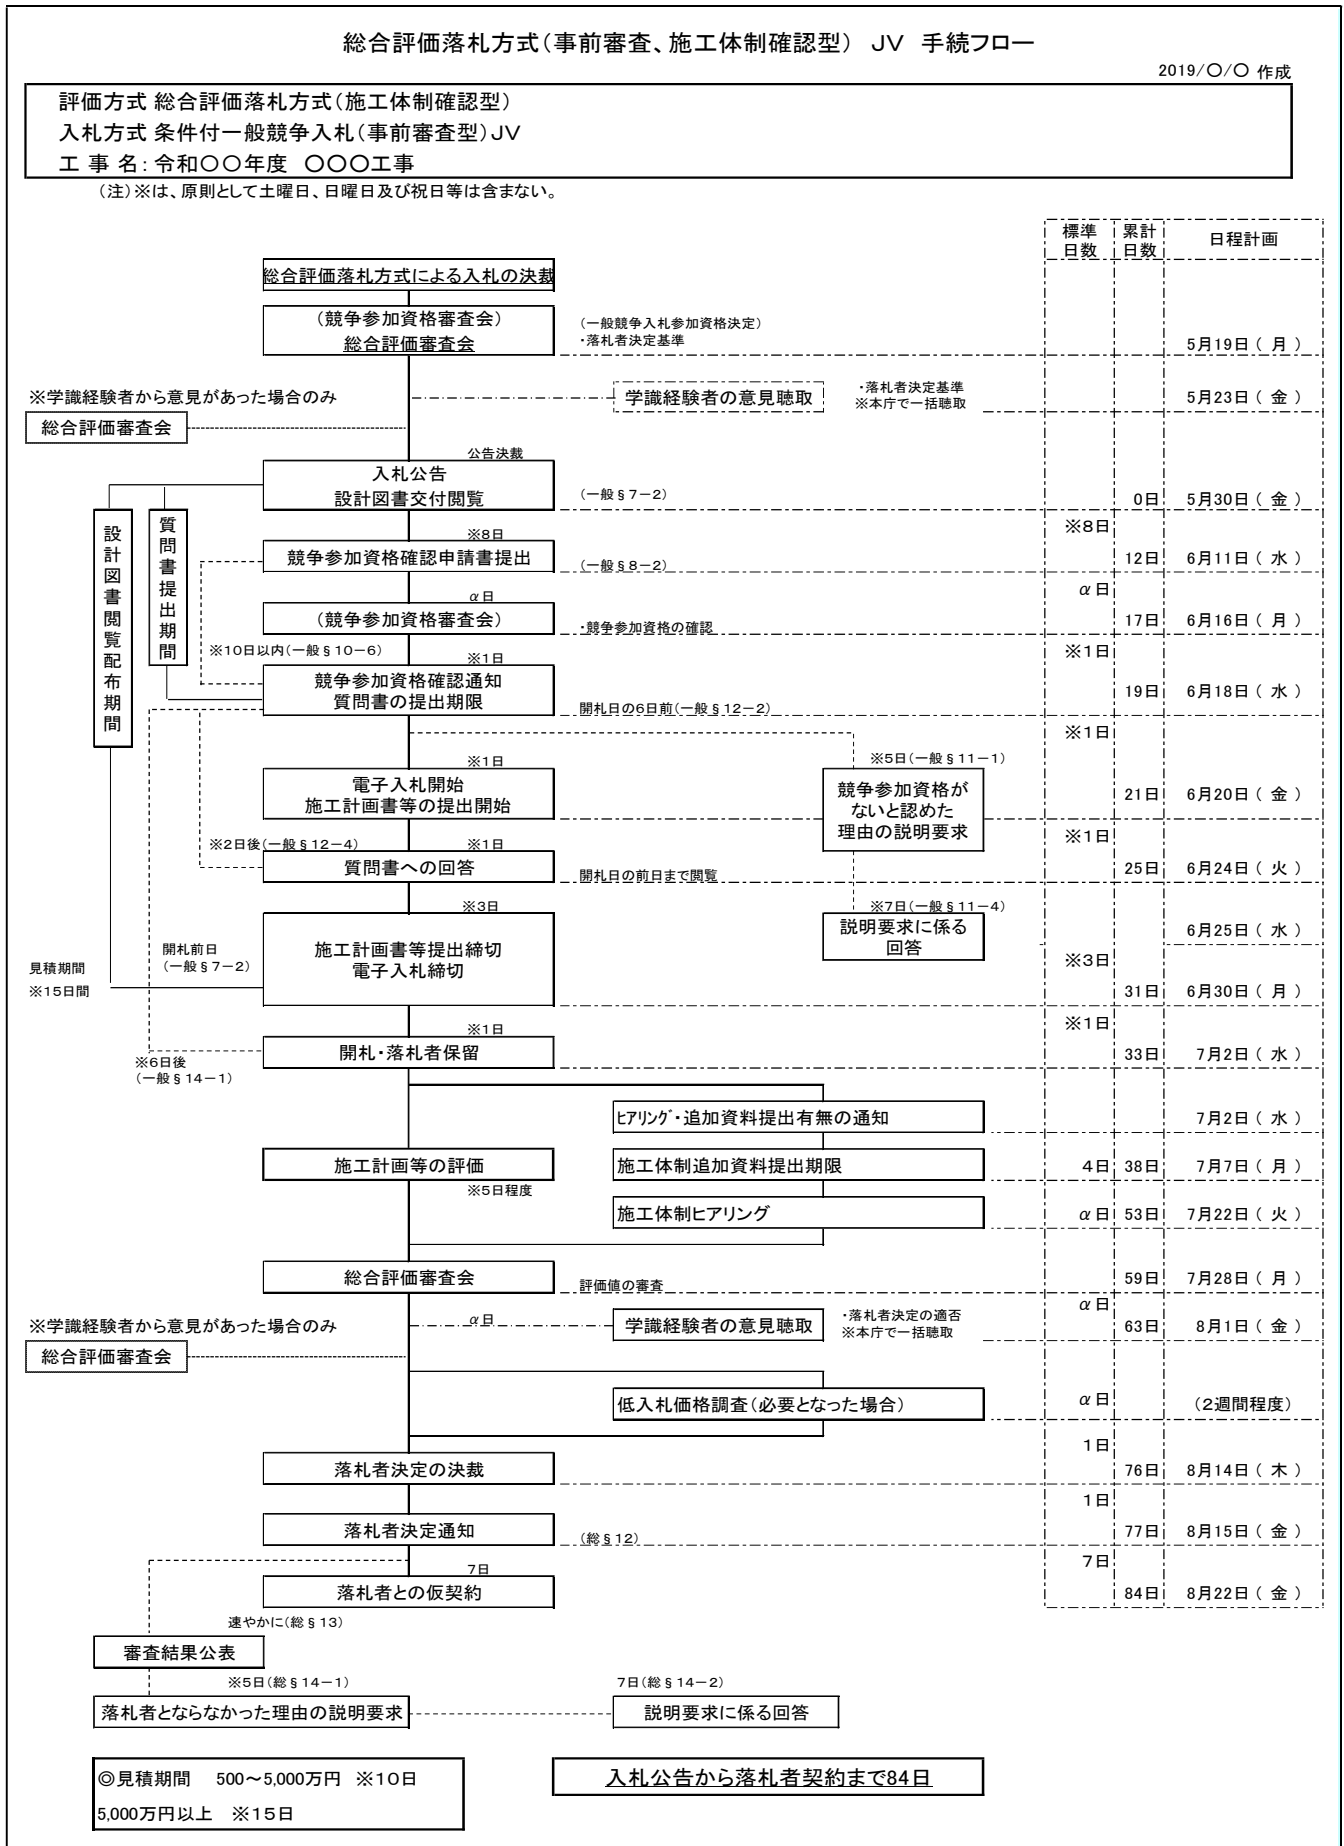 総合評価落札方式（事前審査、施工体制確認型）　JV　手続フロー
2019/〇/〇 作成
評価方式 総合評価落札方式（施工体制確認型）
入札方式 条件付一般競争入札（事前審査型）JV
工 事 名： 令和〇〇年度　〇〇〇工事
（注）※は、原則として土曜日、日曜日及び祝日等は含まない。
標準日数
累計日数
日程計画
総合評価落札方式による入札の決裁
（競争参加資格審査会）
総合評価審査会
（一般競争入札参加資格決定）
・落札者決定基準
5月19日（ 月 ）
※学識経験者から意見があった場合のみ
学識経験者の意見聴取
・落札者決定基準
※本庁で一括聴取
5月23日（ 金 ）
総合評価審査会
公告決裁
入札公告
設計図書交付閲覧
（一般§7－2）
0日
5月30日（ 金 ）
設計図書閲覧配布期間
質問書提出期間
※8日
※8日
競争参加資格確認申請書提出
（一般§8－2）
12日
6月11日（ 水 ）
α日
α日
（競争参加資格審査会）
・競争参加資格の確認
17日
6月16日（ 月 ）
※10日以内（一般§10－6）
※1日
※1日
競争参加資格確認通知
質問書の提出期限
開札日の6日前（一般§12－2）
19日
6月18日（ 水 ）
※1日
※1日
※5日（一般§11－1）
電子入札開始
施工計画書等の提出開始
競争参加資格が
ないと認めた
理由の説明要求
21日
6月20日（ 金 ）
※2日後（一般§12－4）
※1日
※1日
質問書への回答
開札日の前日まで閲覧
25日
6月24日（ 火 ）
※3日
※7日（一般§11－4）
説明要求に係る
回答
6月25日（ 水 ）
開札前日
（一般§7－2）
施工計画書等提出締切
電子入札締切
※3日
見積期間
※15日間
31日
6月30日（ 月 ）
※1日
※1日
開札・落札者保留
33日
7月2日（ 水 ）
※6日後
（一般§14－1）
ﾋアリング・追加資料提出有無の通知
7月2日（ 水 ）
施工計画等の評価
※5日程度
施工体制追加資料提出期限
4日
38日
7月7日（ 月 ）
施工体制ヒアリング
α日
53日
7月22日（ 火 ）
総合評価審査会
評価値の審査
59日
7月28日（ 月 ）
α日
※学識経験者から意見があった場合のみ
α日
学識経験者の意見聴取
・落札者決定の適否
※本庁で一括聴取
63日
8月1日（ 金 ）
総合評価審査会
低入札価格調査（必要となった場合）
α日
（2週間程度）
1日
落札者決定の決裁
76日
8月14日（ 木 ）
1日
落札者決定通知
（総§12）
77日
8月15日（ 金 ）
7日
7日
落札者との仮契約
84日
8月22日（ 金 ）
速やかに（総§13）
審査結果公表
※5日（総§14－1）
7日（総§14－2）
落札者とならなかった理由の説明要求
説明要求に係る回答
◎見積期間　500～5,000万円　※10日
5,000万円以上　※15日
入札公告から落札者契約まで84日